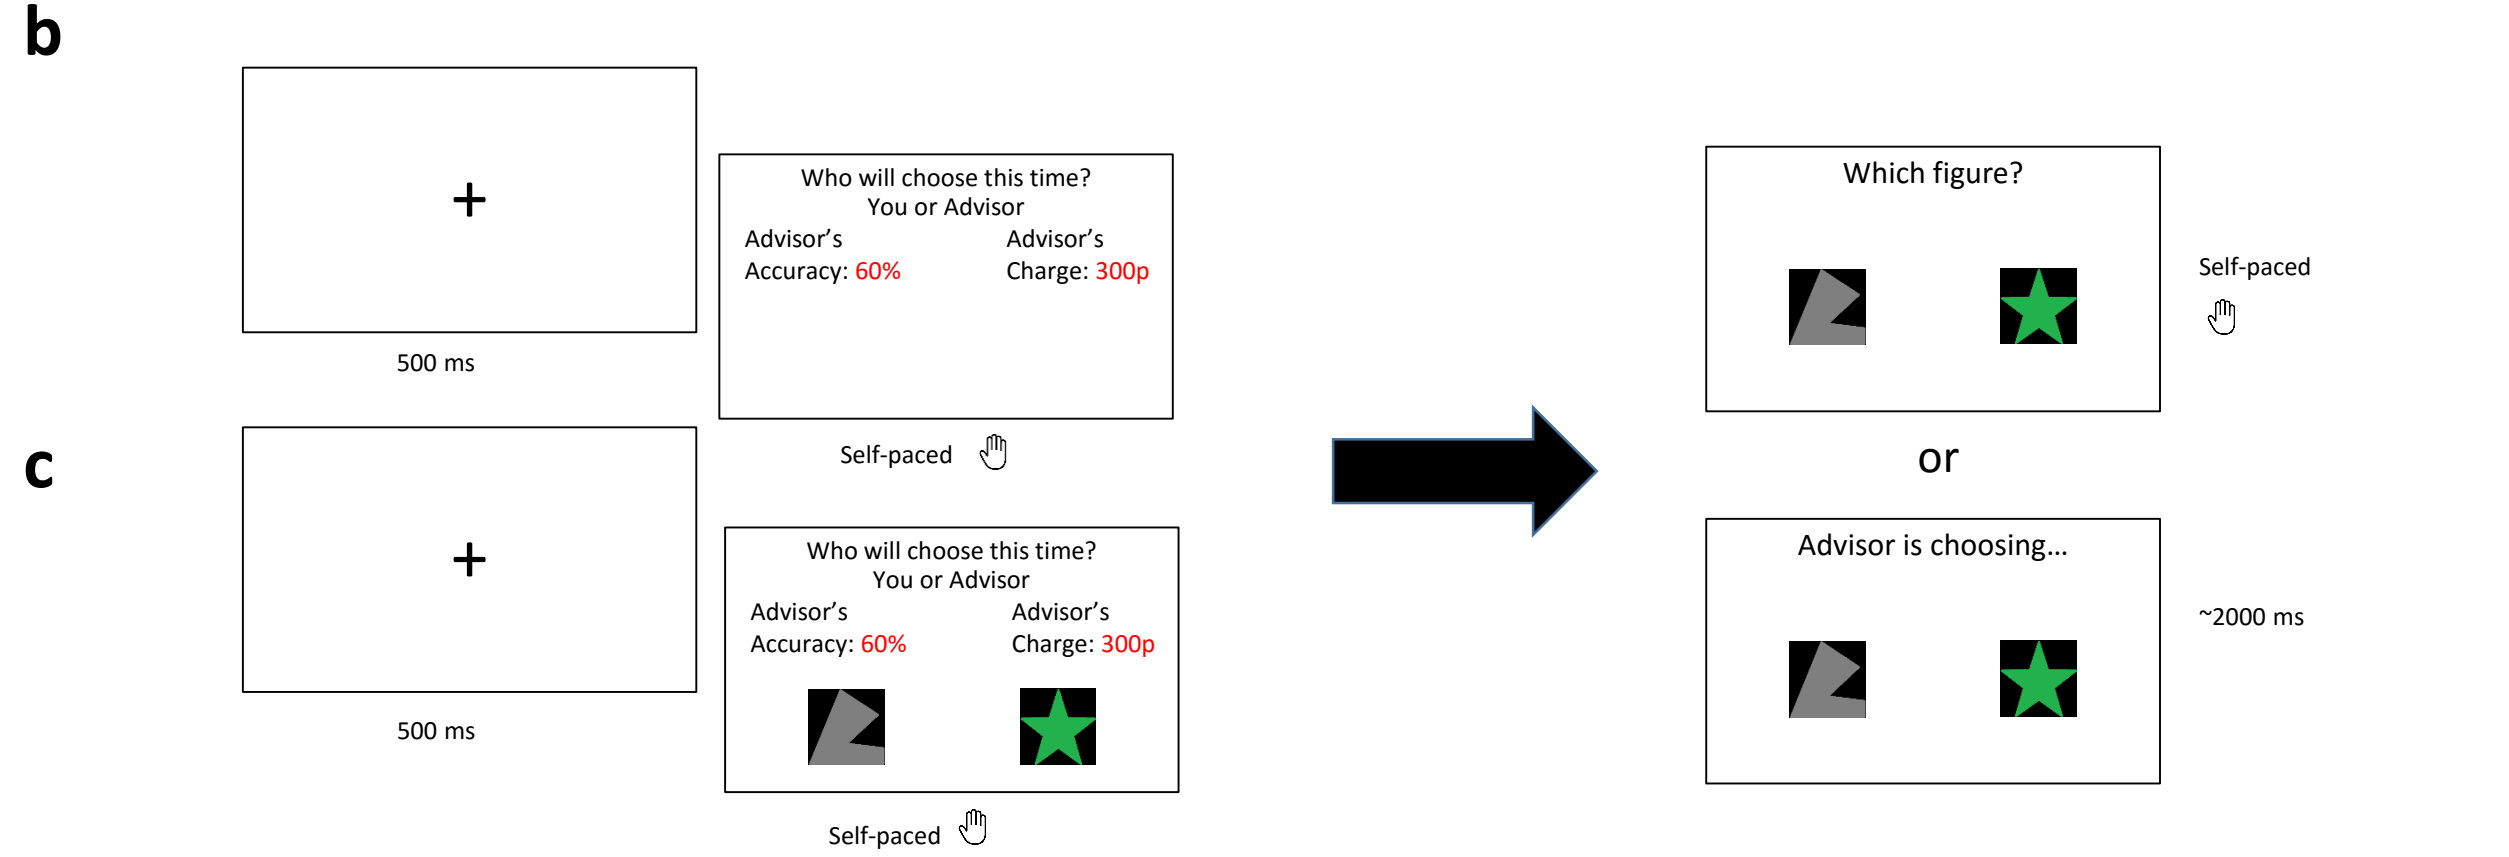 b
+
500 ms
Who will choose this time?
You or Advisor
Advisor's
Accuracy: 60%
Advisor's
Charge: 300p
Self-paced
c
+
500 ms
Who will choose this time?
You or Advisor
Advisor's
Accuracy: 60%
Advisor's
Charge: 300p
Self-paced
Which figure?
Self-paced
or
Advisor is choosing...
~2000 ms